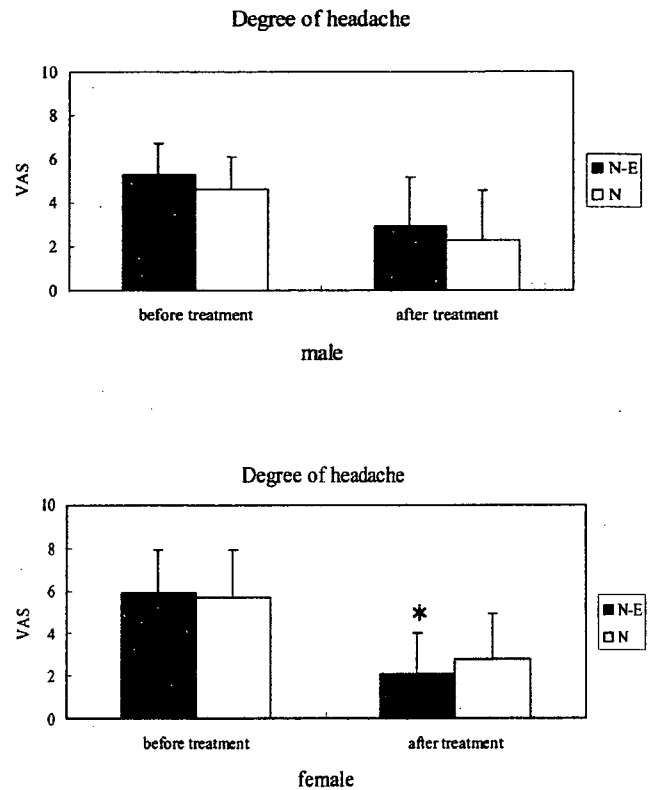 Degree of headache
10
8
6
4
2
0
VAS
N-E
N
before treatment after treatment
male
Degree of headache
10
8
6
4
2
0
VAS
*
N-E
N
before treatment after treatment
female